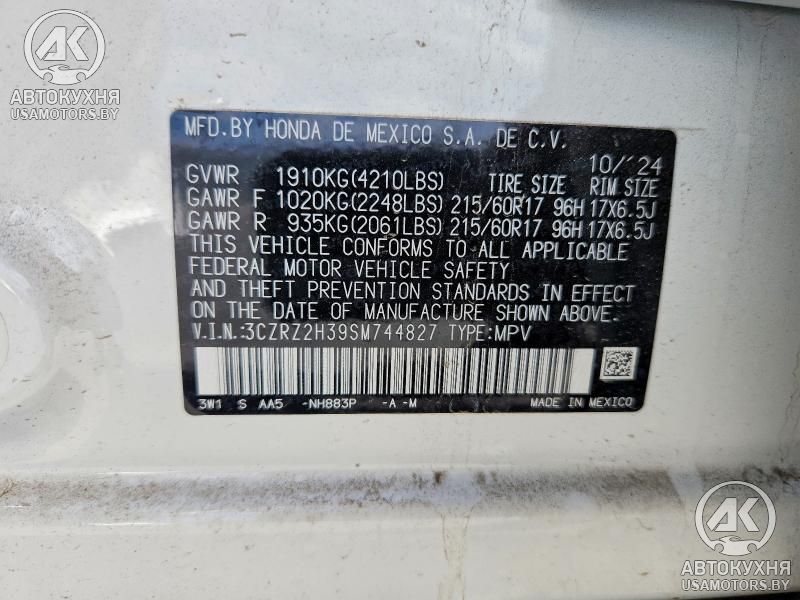 AK
АВТОКУХНЯ
USAMOTORS.BY
MFD.BY HONDA DE MEXICO S.A. DE C.V.
10/'24
GVWR 1910KG(4210LBS) TIRE SIZE RIM SIZE
GAWR F 1020KG(2248LBS) 215/60R17 96H 17X6.5J
GAWR R 935KG(2061LBS) 215/60R17 96H 17X6.5J
THIS VEHICLE CONFORMS TO ALL APPLICABLE
FEDERAL MOTOR VEHICLE SAFETY
AND THEFT PREVENTION STANDARDS IN EFFECT
ON THE DATE OF MANUFACTURE SHOWN ABOVE.
V.I.N.:3CZRZ2H39SM744827 TYPE:MPV
3W1 S AA5 -NH883P -A -M MADE IN MEXICO
AK
АВТОКУХНЯ
USAMOTORS.BY